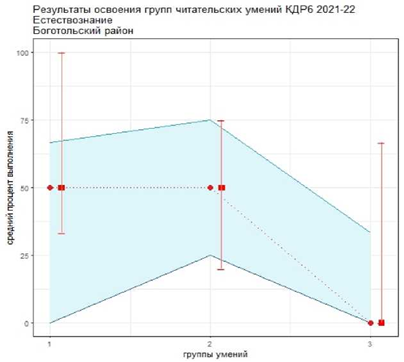 Результаты освоения групп читательских умений КДР6 2021-22
Естествознание
Боготольский район
средний процент выполнения
100
75
50
25
0
1
2
3
группы умений